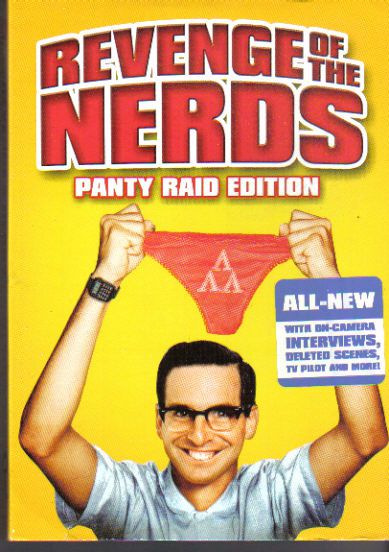 REVENGE OF
THE
NERDS
PANTY RAID EDITION
Λ
ΛΛ
ALL-NEW
WITH ON-CAMERA
INTERVIEWS,
DELETED SCENES,
TV PILOT AND MORE!